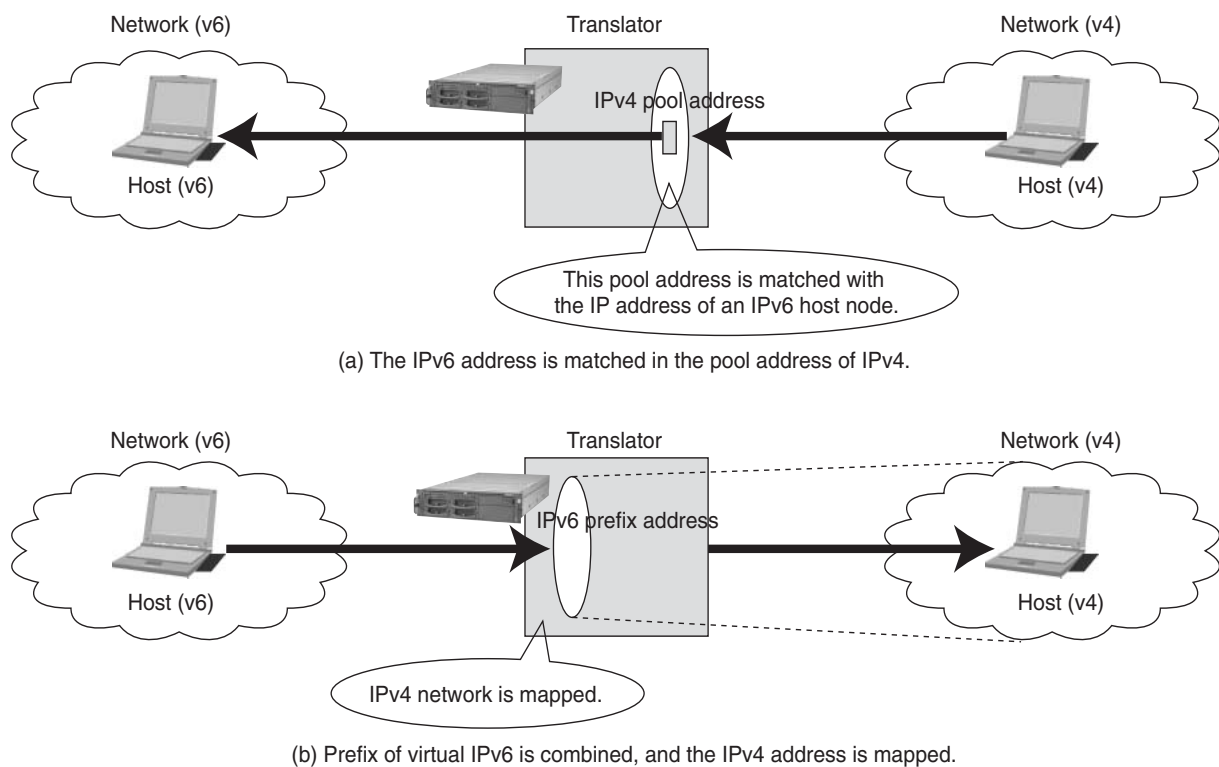 Network (v6)
Translator
Network (v4)
IPv4 pool address
Host (v6)
Host (v4)
This pool address is matched with
the IP address of an IPv6 host node.
(a) The IPv6 address is matched in the pool address of IPv4.
Network (v6)
Translator
Network (v4)
IPv6 prefix address
Host (v6)
Host (v4)
IPv4 network is mapped.
(b) Prefix of virtual IPv6 is combined, and the IPv4 address is mapped.